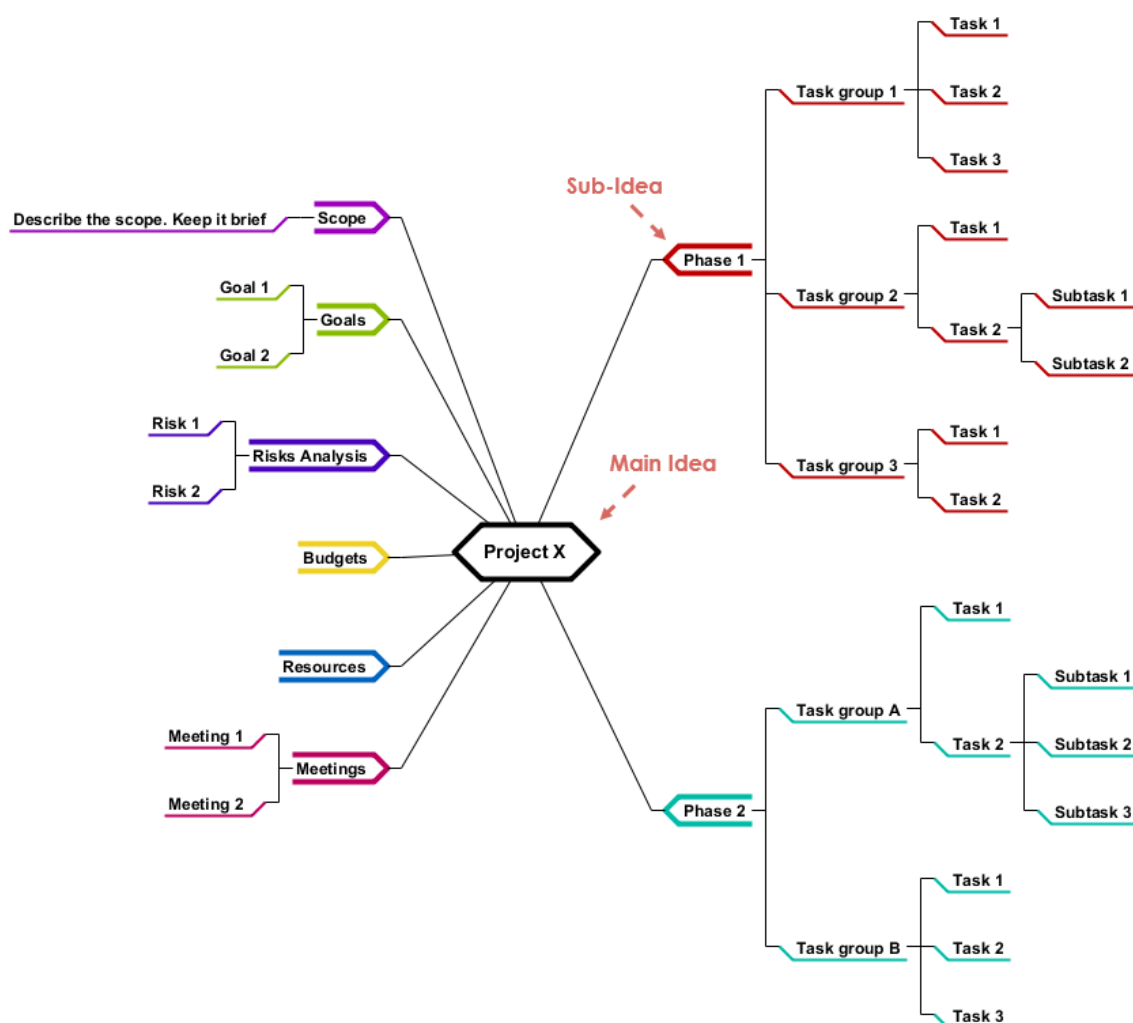 Sub-Idea
Main Idea
Project X
Scope
Describe the scope. Keep it brief
Goals
Goal 1
Goal 2
Risks Analysis
Risk 1
Risk 2
Budgets
Resources
Meetings
Meeting 1
Meeting 2
Phase 1
Task group 1
Task 1
Task 2
Task 3
Task group 2
Task 1
Task 2
Subtask 1
Subtask 2
Task group 3
Task 1
Task 2
Phase 2
Task group A
Task 1
Task 2
Subtask 1
Subtask 2
Subtask 3
Task group B
Task 1
Task 2
Task 3